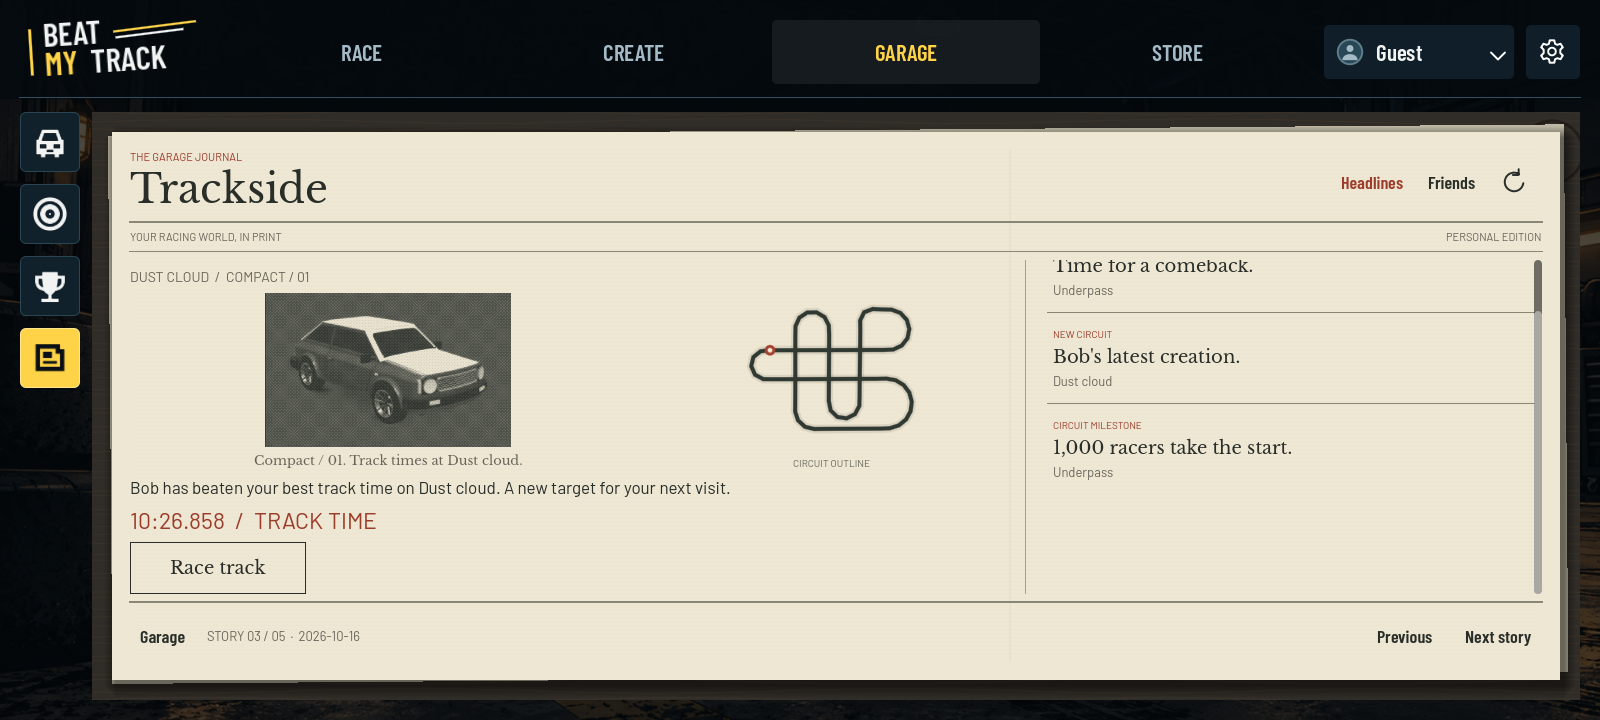 BEAT
MY TRACK
RACE
CREATE
GARAGE
STORE
Guest
THE GARAGE JOURNAL
Trackside
Headlines
Friends
YOUR RACING WORLD, IN PRINT
PERSONAL EDITION
DUST CLOUD / COMPACT / 01
Compact / 01. Track times at Dust cloud.
CIRCUIT OUTLINE
Bob has beaten your best track time on Dust cloud. A new target for your next visit.
10:26.858 / TRACK TIME
Race track
Time for a comeback.
Underpass
NEW CIRCUIT
Bob's latest creation.
Dust cloud
CIRCUIT MILESTONE
1,000 racers take the start.
Underpass
Garage
STORY 03 / 05 · 2026-10-16
Previous
Next story